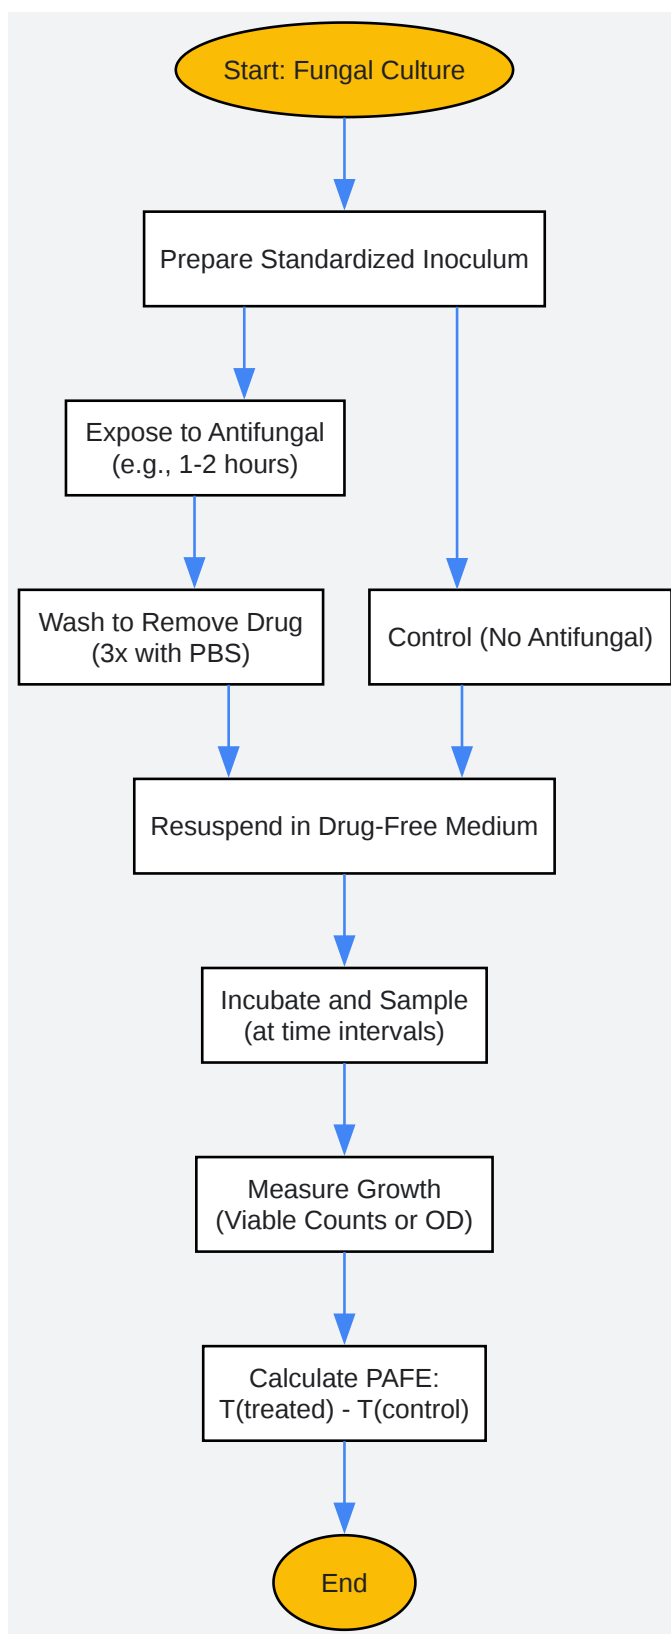 Start: Fungal Culture
Prepare Standardized Inoculum
Expose to Antifungal
(e.g., 1-2 hours)
Wash to Remove Drug
(3x with PBS)
Control (No Antifungal)
Resuspend in Drug-Free Medium
Incubate and Sample
(at time intervals)
Measure Growth
(Viable Counts or OD)
Calculate PAFE:
T(treated) - T(control)
End